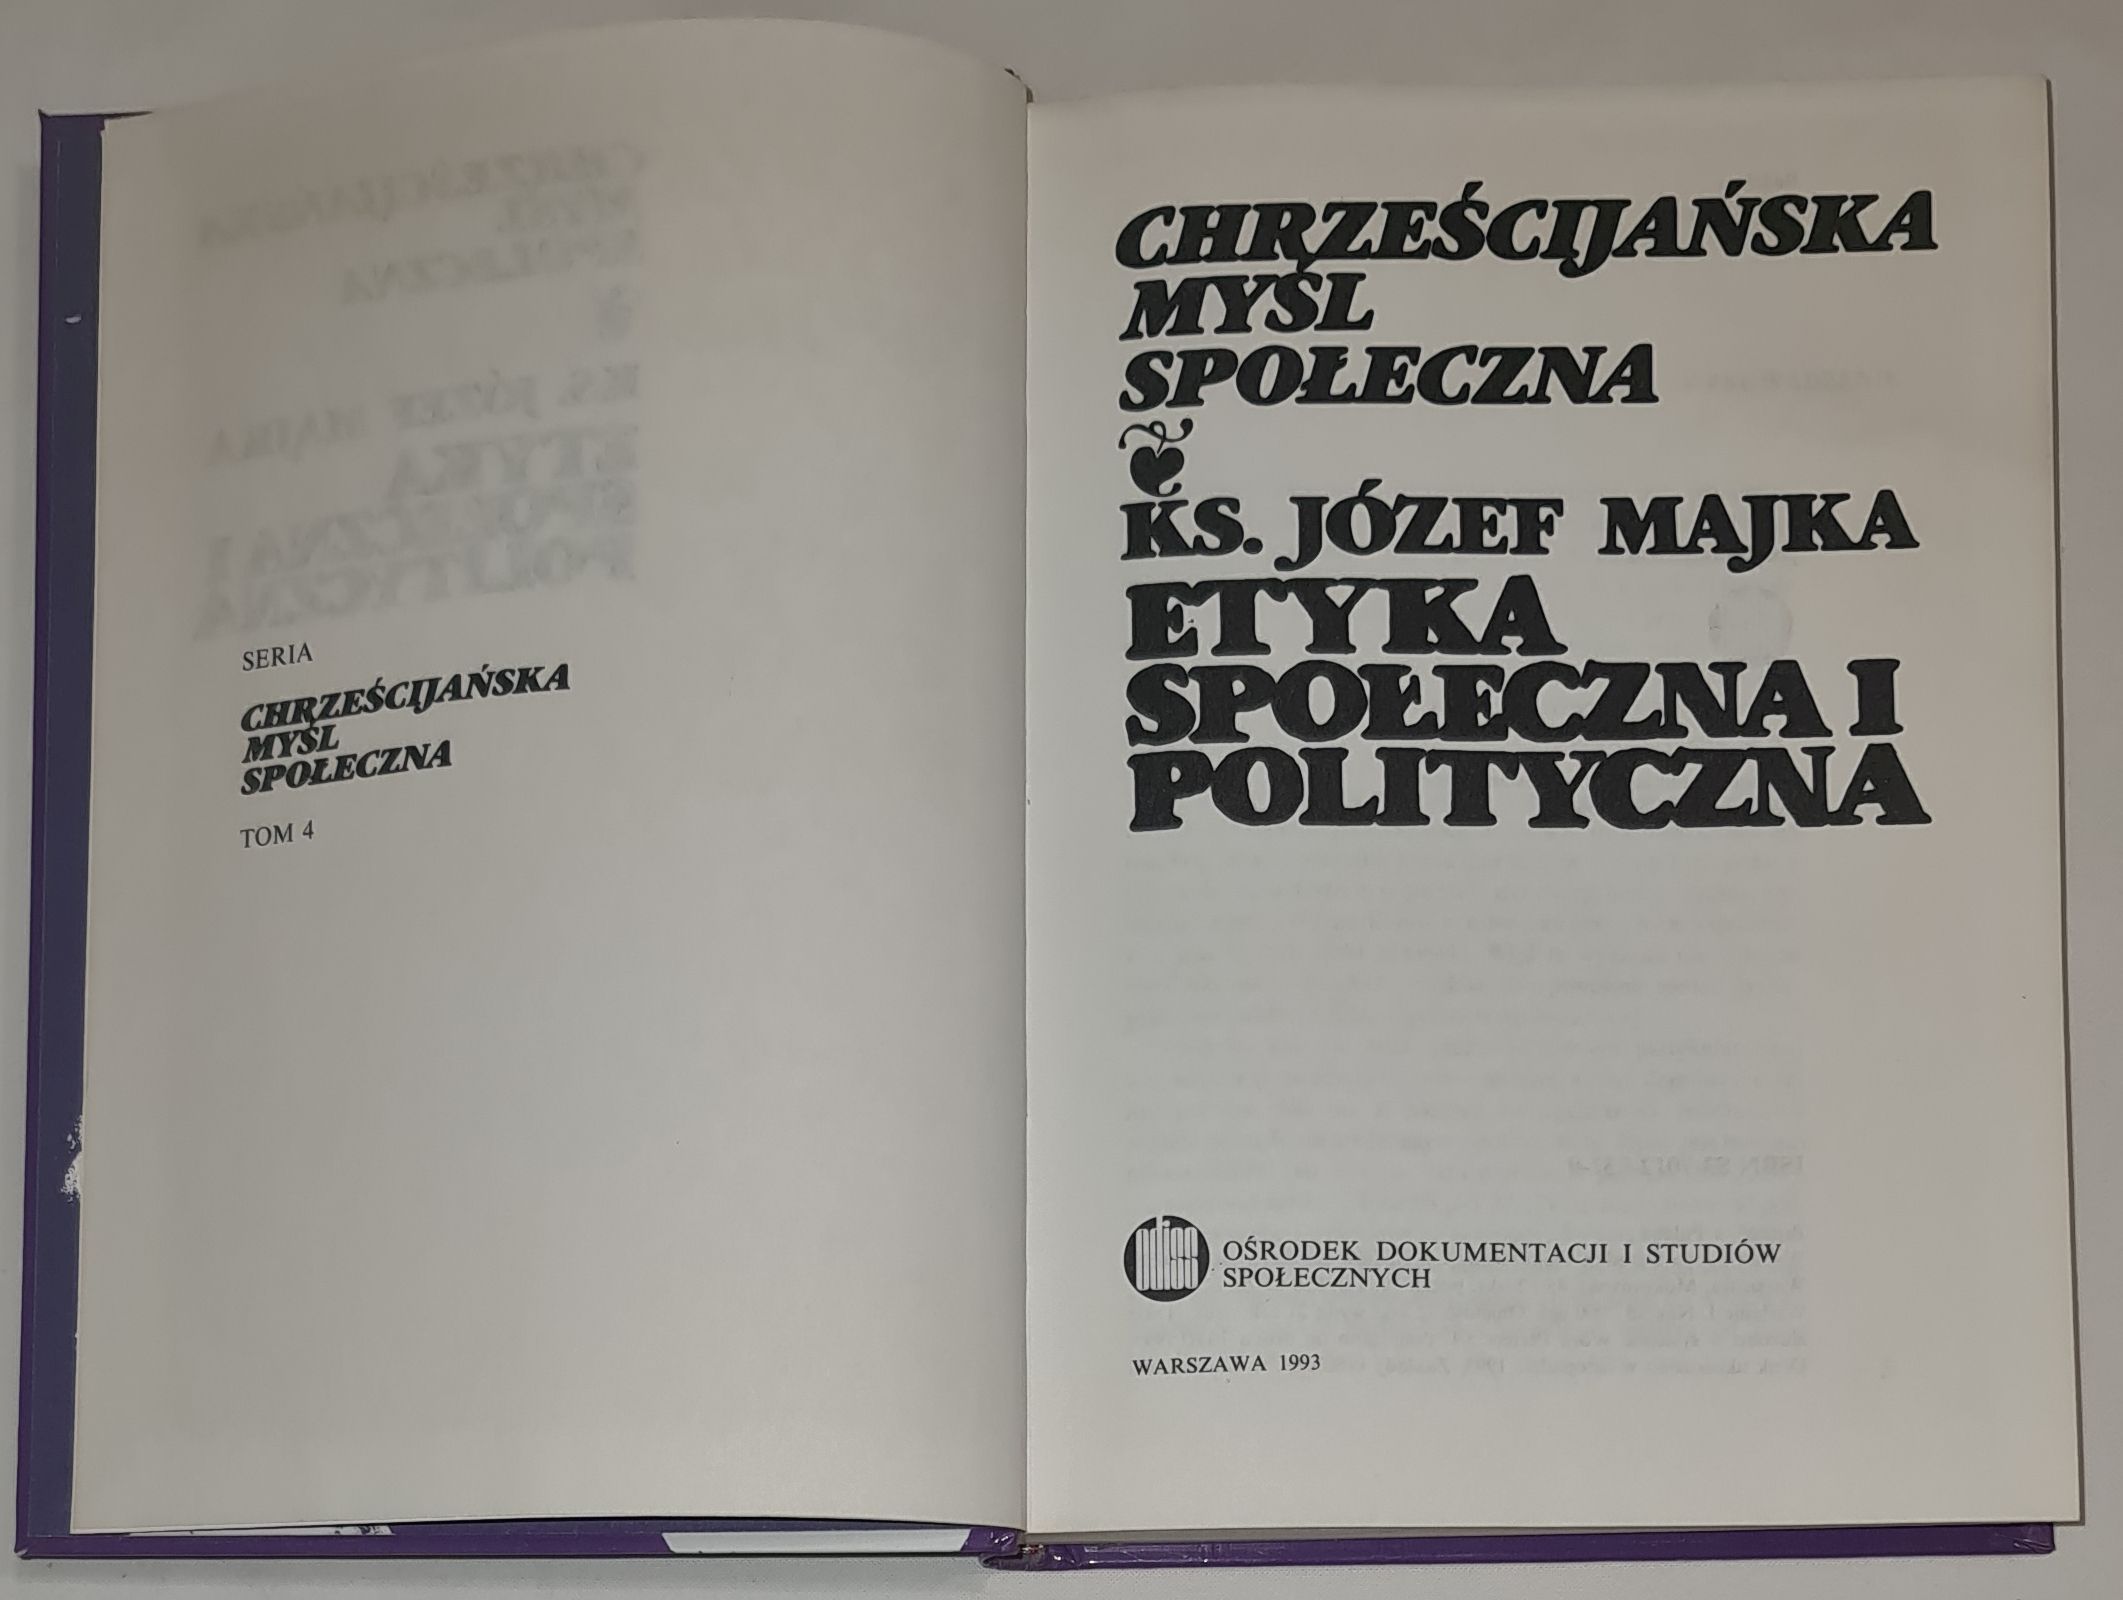 SERIA
CHRZEŚCIJAŃSKA
MYŚL
SPOŁECZNA
TOM 4
CHRZEŚCIJAŃSKA
MYŚL
SPOŁECZNA
KS. JÓZEF MAJKA
ETYKA
SPOŁECZNA I
POLITYCZNA
odiss
OŚRODEK DOKUMENTACJI I STUDIÓW
SPOŁECZNYCH
WARSZAWA 1993